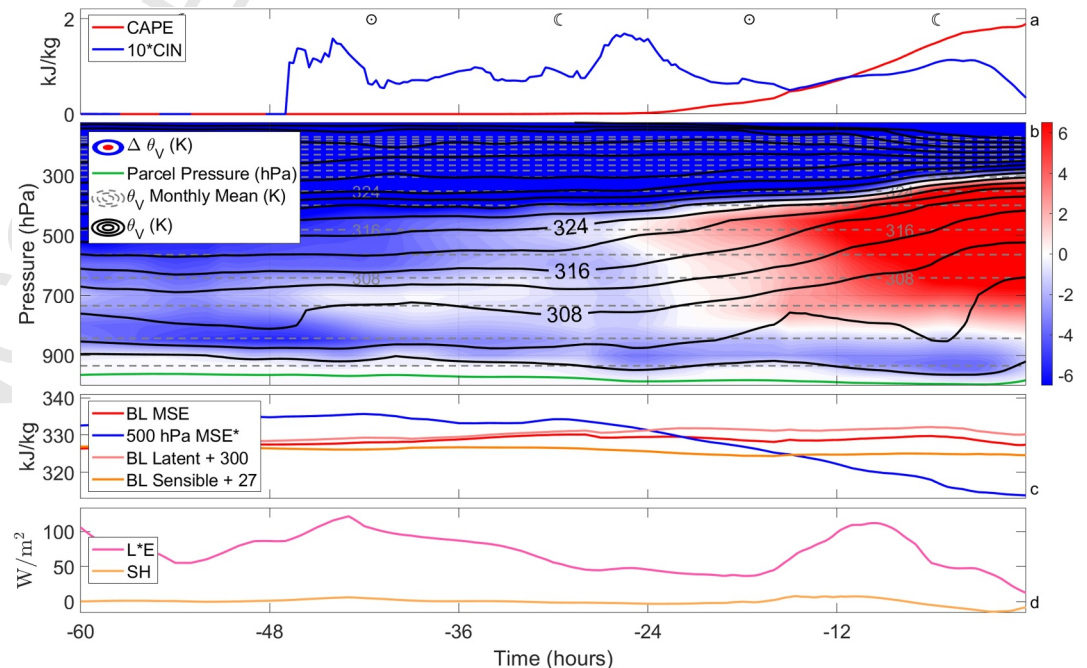 2
0
kJ/kg
CAPE
10*CIN
a
Δ θV (K)
Parcel Pressure (hPa)
θV Monthly Mean (K)
θV (K)
300
500
700
900
Pressure (hPa)
324
316
308
324
316
308
316
308
b
6
4
2
0
-2
-4
-6
340
330
320
kJ/kg
BL MSE
500 hPa MSE*
BL Latent + 300
BL Sensible + 27
c
100
50
0
W/m²
L*E
SH
d
-60
-48
-36
-24
-12
Time (hours)